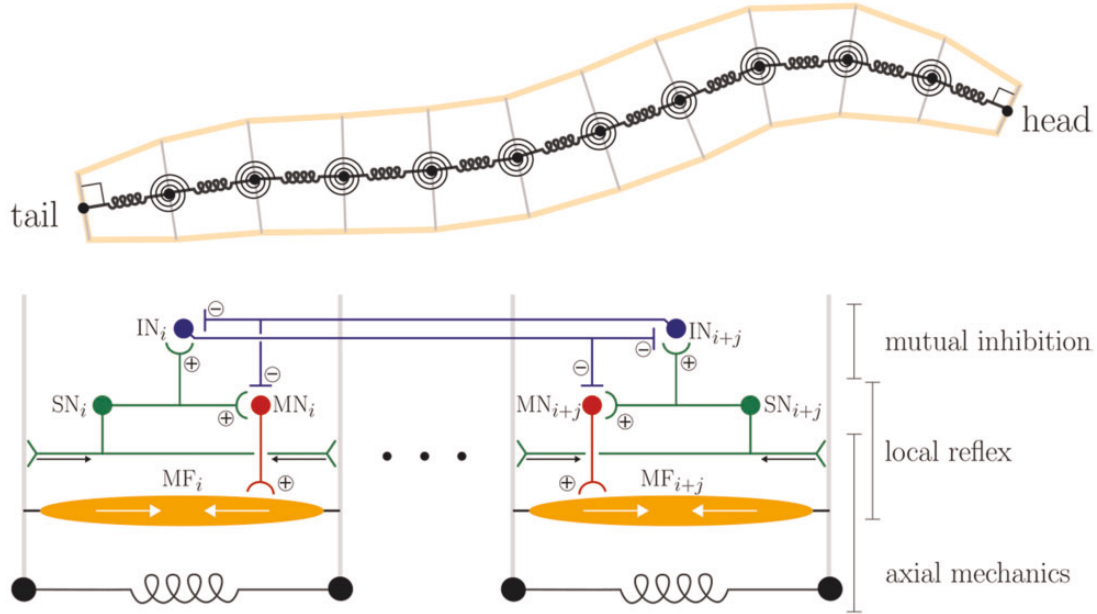 head
tail
IN_i
⊖
⊖
IN_{i+j}
mutual inhibition
⊕
⊖
⊖
⊕
SN_i
⊕
MN_i
MN_{i+j}
⊕
SN_{i+j}
local reflex
MF_i
⊕
⊕
MF_{i+j}
axial mechanics